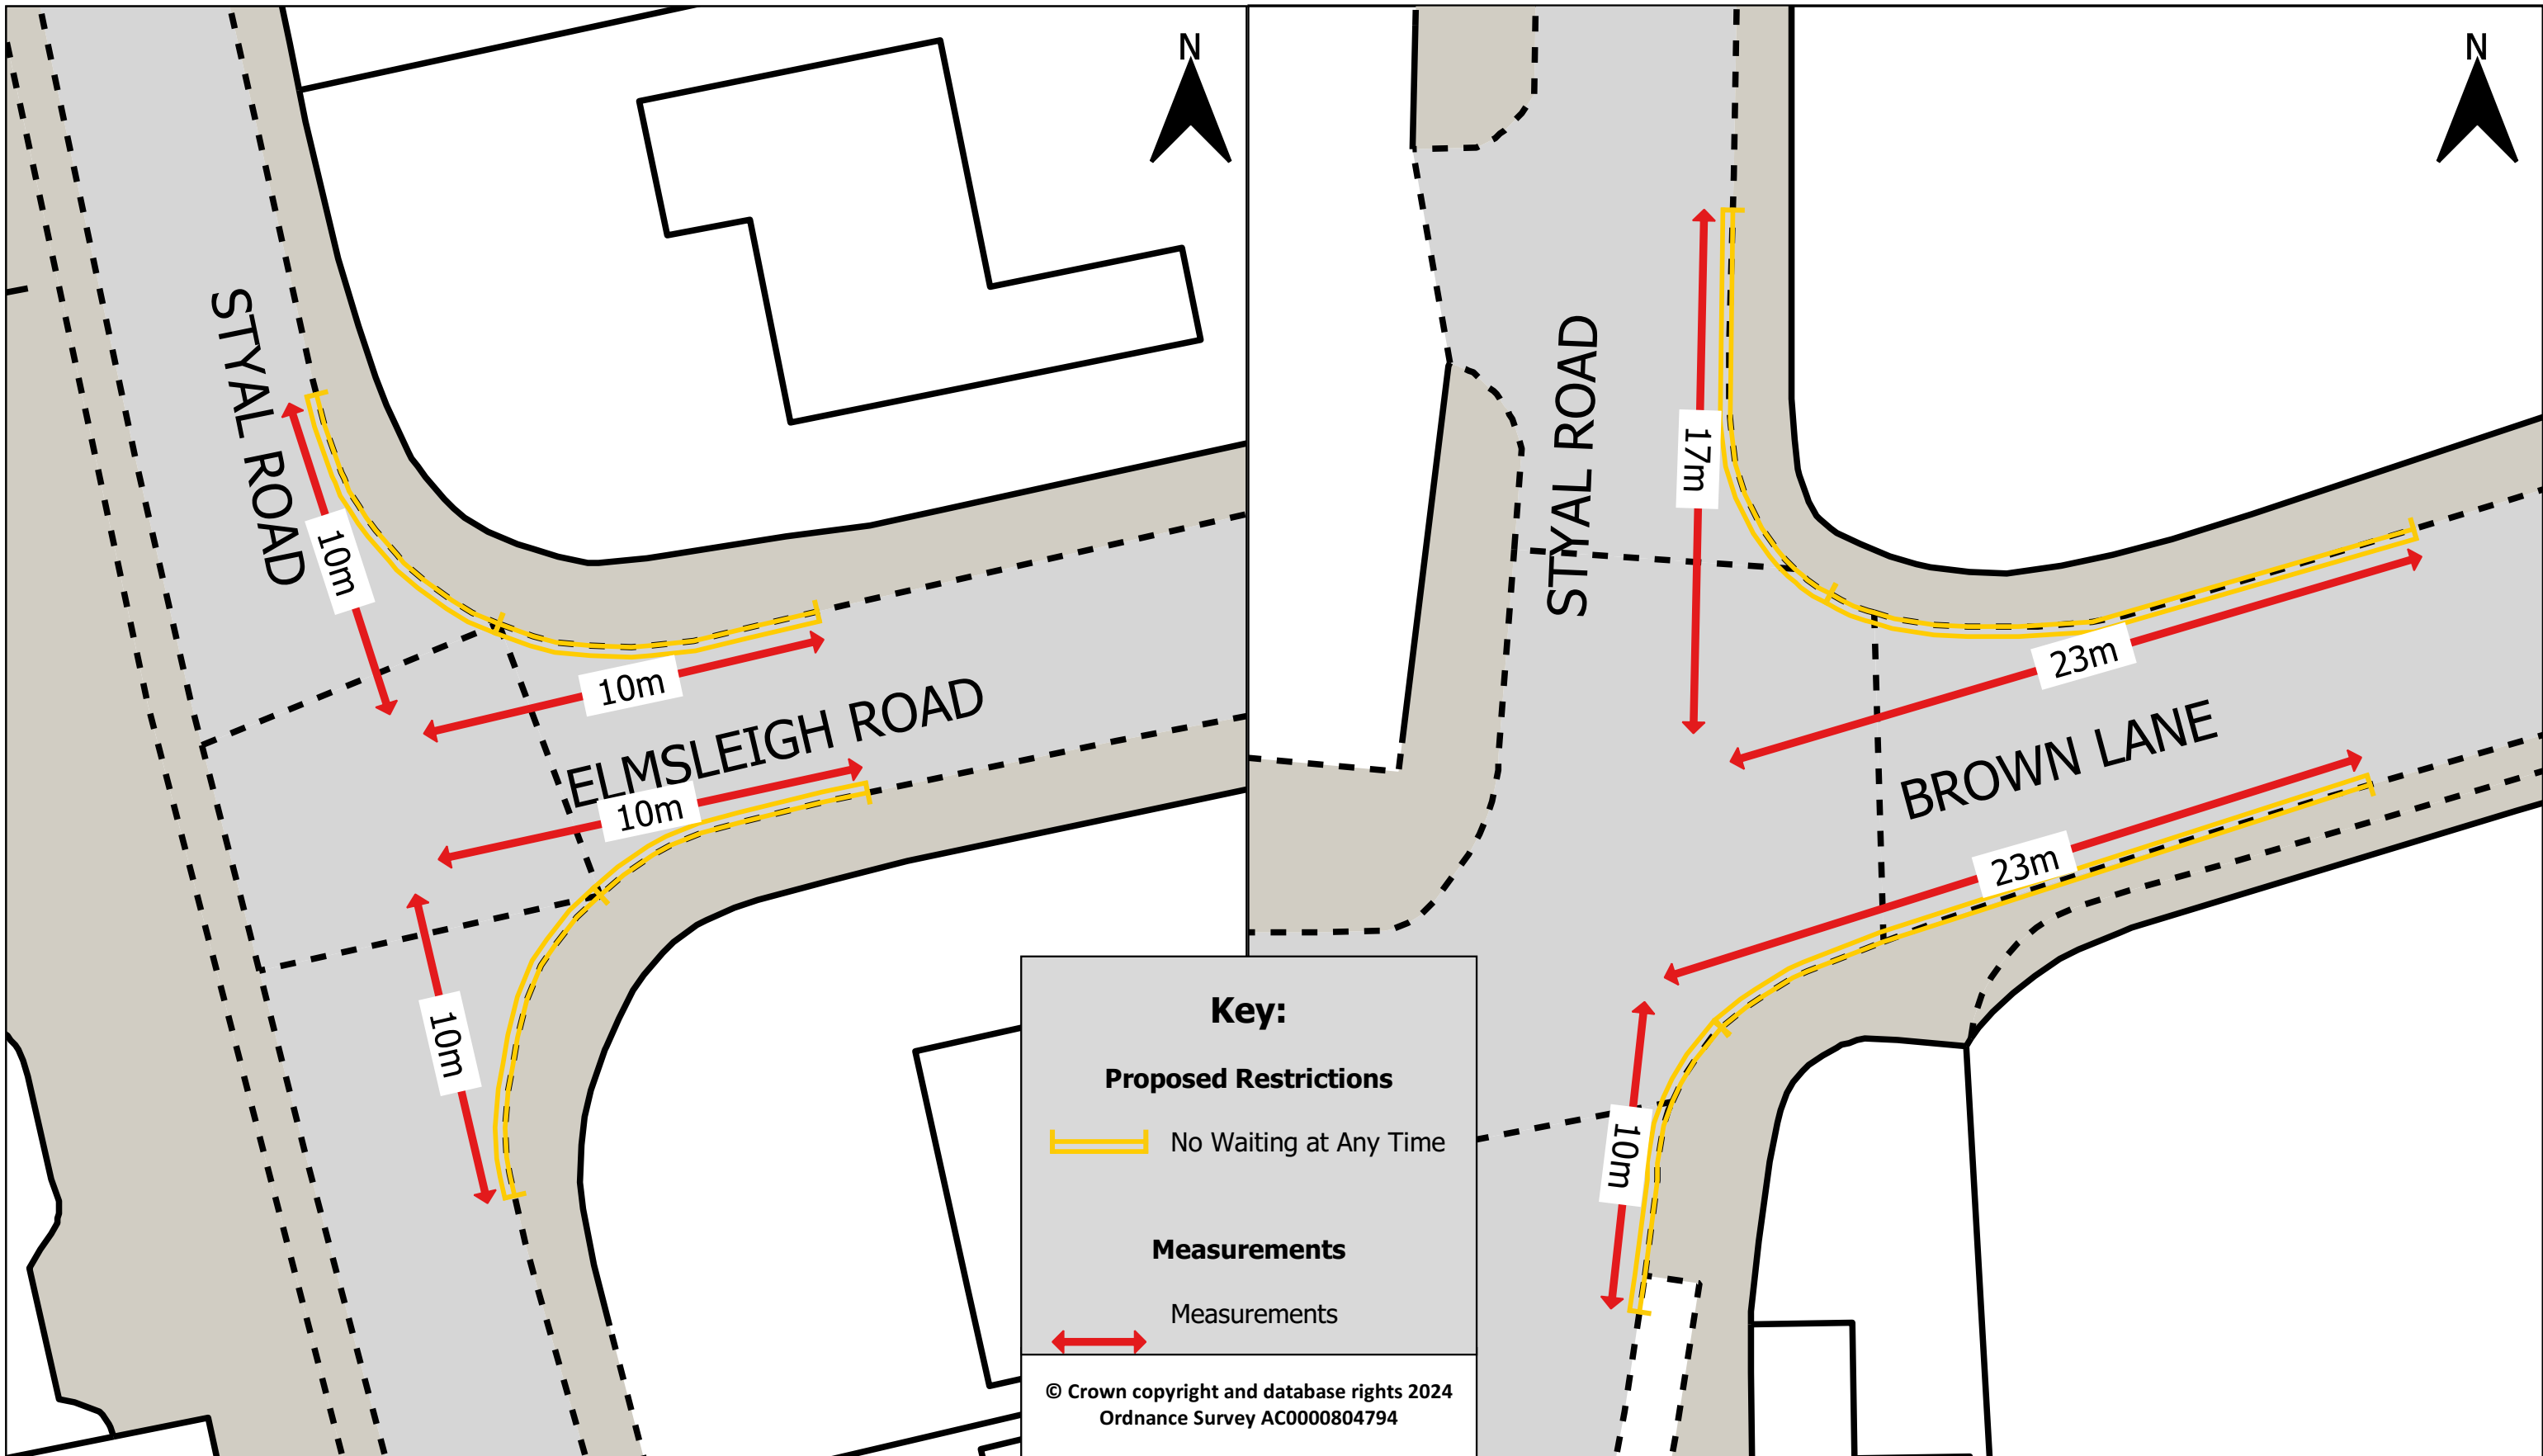 N
STYAL ROAD
10m
10m
ELMSLEIGH ROAD
10m
10m
N
STYAL ROAD
17m
23m
BROWN LANE
23m
10m
Key:
Proposed Restrictions
No Waiting at Any Time
Measurements
Measurements
© Crown copyright and database rights 2024
Ordnance Survey AC0000804794